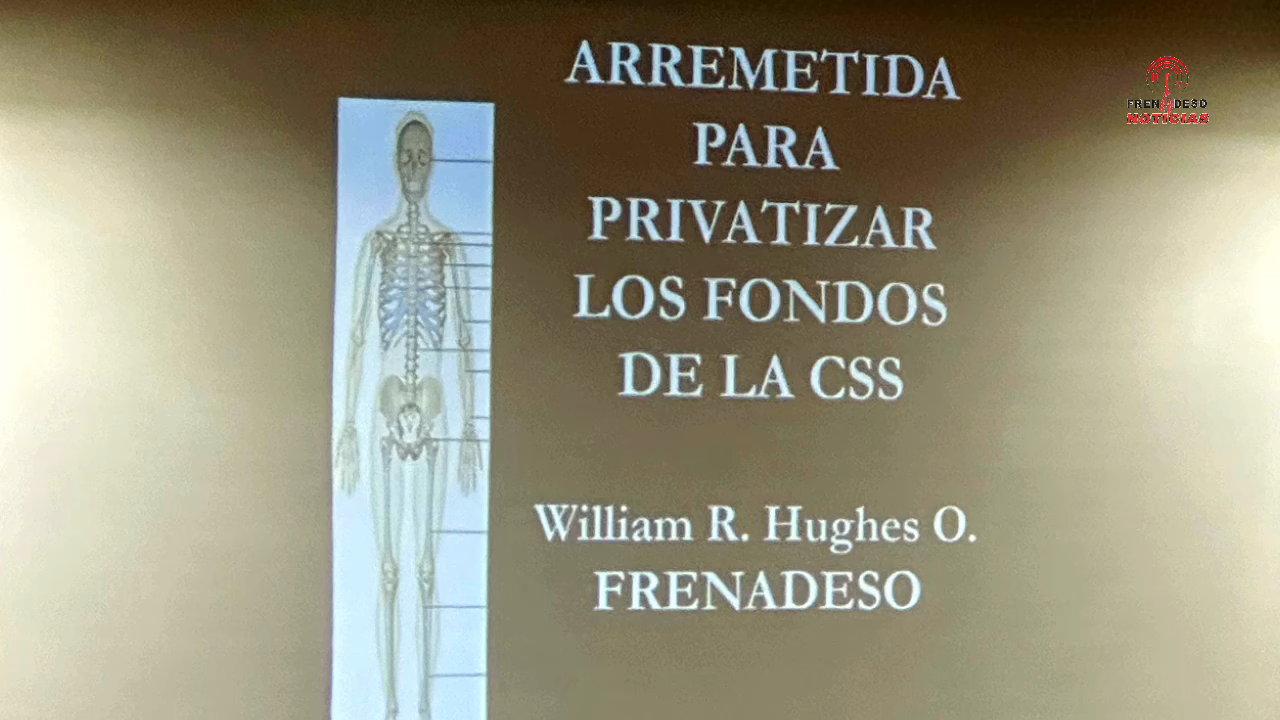 ARREMETIDA
PARA
PRIVATIZAR
LOS FONDOS
DE LA CSS
William R. Hughes O.
FRENADESO
FRENADESO
NOTICIAS